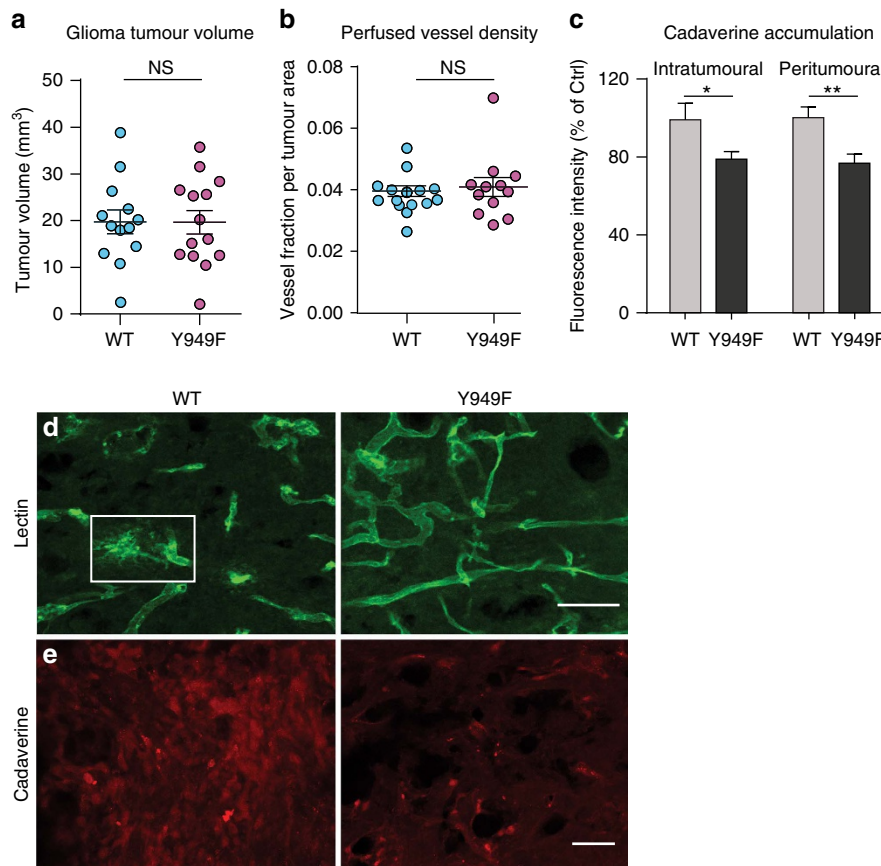 a
Glioma tumour volume
NS
Tumour volume (mm³)
50
40
30
20
10
0
WT
Y949F
b
Perfused vessel density
NS
Vessel fraction per tumour area
0.08
0.06
0.04
0.02
0.00
WT
Y949F
c
Cadaverine accumulation
Intratumoural
Peritumoura
*
**
Fluorescence intensity (% of Ctrl)
120
80
40
0
WT Y949F
WT Y949F
WT
Y949F
d
Lectin
e
Cadaverine